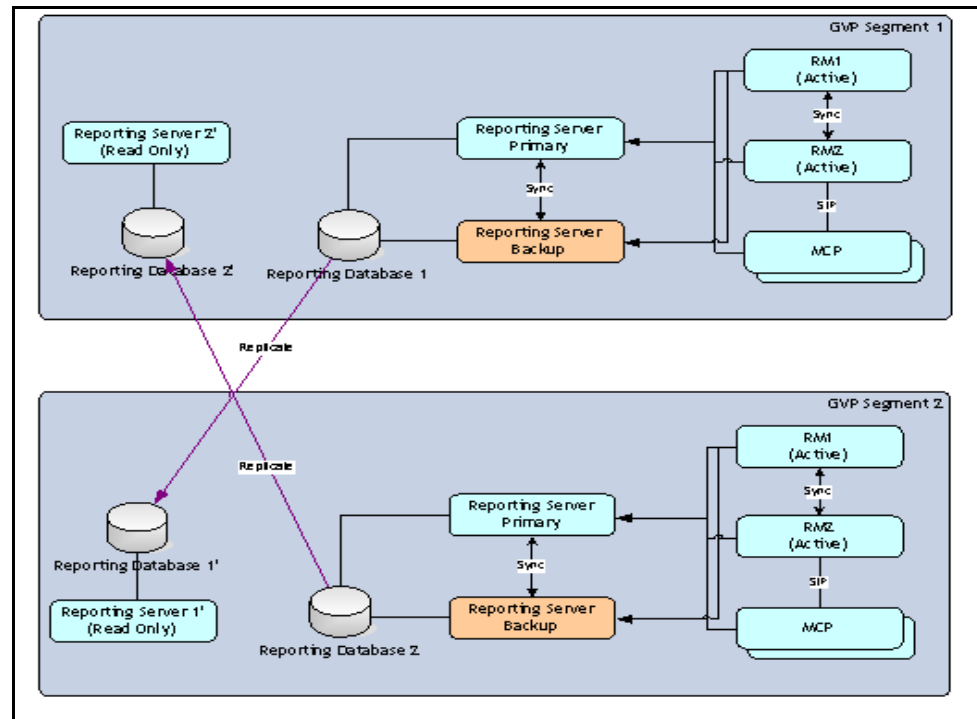 GVP Segment 1
RM1
(Active)
Sync
Reporting Server 2'
(Read Only)
Reporting Server
Primary
RM2
(Active)
Sync
SIP
Reporting Server
Backup
MCP
Reporting Database 2'
Reporting Database 1
Replicate
GVP Segment 2
RM1
(Active)
Replicate
Sync
Reporting Server
Primary
RM2
(Active)
Reporting Database 1'
Sync
SIP
Reporting Server 1'
(Read Only)
Reporting Server
Backup
MCP
Reporting Database 2